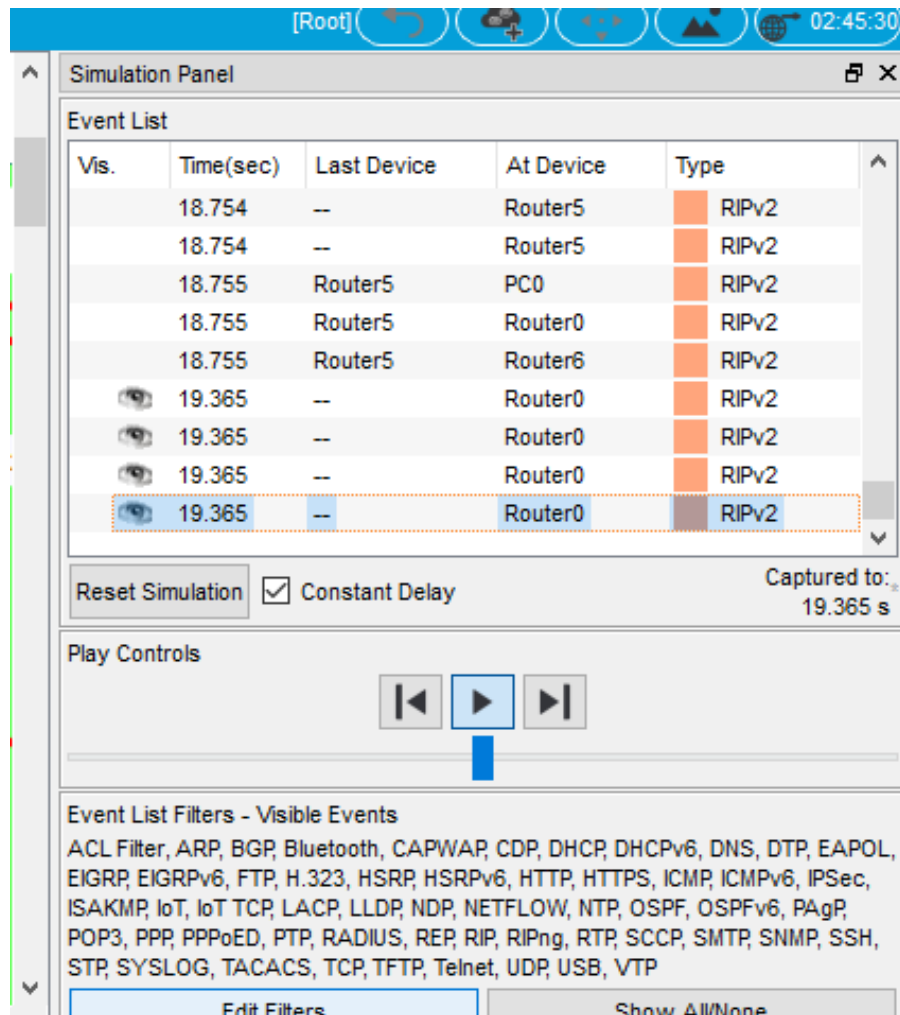 [Root] 02:45:30
Simulation Panel
Event List
Vis. Time(sec) Last Device At Device Type
18.754 -- Router5 RIPv2
18.754 -- Router5 RIPv2
18.755 Router5 PC0 RIPv2
18.755 Router5 Router0 RIPv2
18.755 Router5 Router6 RIPv2
19.365 -- Router0 RIPv2
19.365 -- Router0 RIPv2
19.365 -- Router0 RIPv2
19.365 -- Router0 RIPv2
Reset Simulation Constant Delay Captured to:*
19.365 s
Play Controls
Event List Filters - Visible Events
ACL Filter, ARP, BGP, Bluetooth, CAPWAP, CDP, DHCP, DHCPv6, DNS, DTP, EAPOL,
EIGRP, EIGRPv6, FTP, H.323, HSRP, HSRPv6, HTTP, HTTPS, ICMP, ICMPv6, IPSec,
ISAKMP, IoT, IoT TCP, LACP, LLDP, NDP, NETFLOW, NTP, OSPF, OSPFv6, PAgP,
POP3, PPP, PPPoED, PTP, RADIUS, REP, RIP, RIPng, RTP, SCCP, SMTP, SNMP, SSH,
STP, SYSLOG, TACACS, TCP, TFTP, Telnet, UDP, USB, VTP
Edit Filters Show All/None